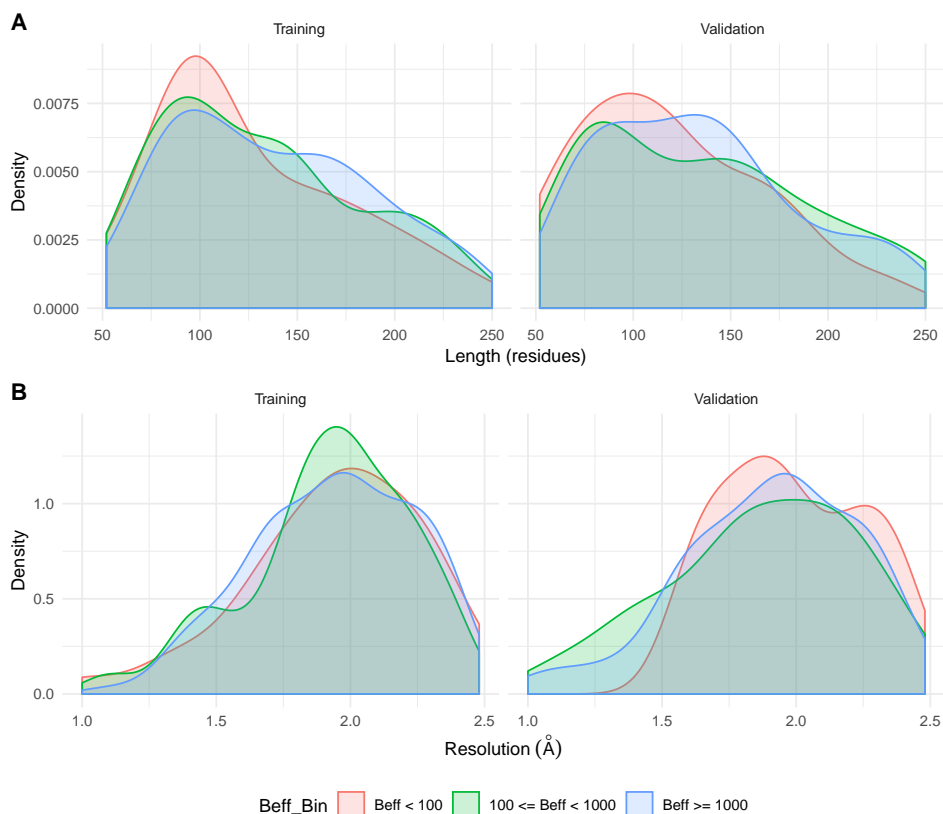 A
Training Validation
0.0075
0.0050
0.0025
0.0000
Density
50 100 150 200 250 50 100 150 200 250
Length (residues)
B
Training Validation
1.0
0.5
0.0
Density
1.0 1.5 2.0 2.5 1.0 1.5 2.0 2.5
Resolution (Å)
Beff_Bin Beff < 100 100 <= Beff < 1000 Beff >= 1000